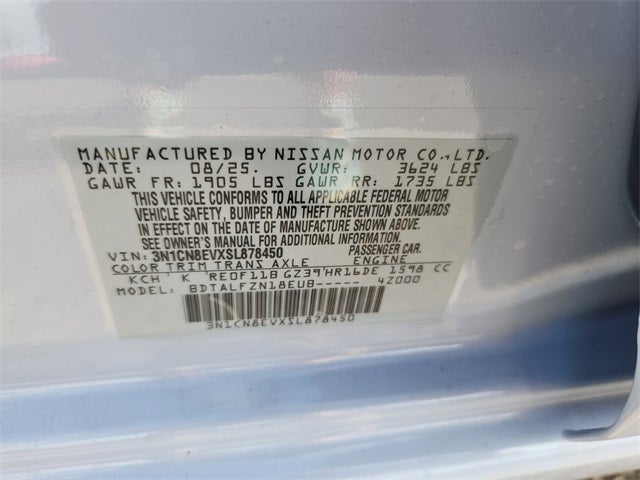 MANUFACTURED BY NISSAN MOTOR CO., LTD.
DATE: 08/25. GVWR: 3624 LBS
GAWR FR: 1905 LBS GAWR RR: 1735 LBS
THIS VEHICLE CONFORMS TO ALL APPLICABLE FEDERAL MOTOR
VEHICLE SAFETY, BUMPER AND THEFT PREVENTION STANDARDS
IN EFFECT ON THE DATE OF MANUFACTURE SHOWN ABOVE.
SEE OWNER'S MANUAL FOR ADDITIONAL INFORMATION.
VIN: 3N1CN8EVXSL878450 PASSENGER CAR.
COLOR TRIM TRANS AXLE ENGINE
KCH ' K 'RE0F11B GZ39'HR16DE 1598 CC
MODEL: BDTALFZN18EUB----- 4Z000
3N1CN8EVXSL878450